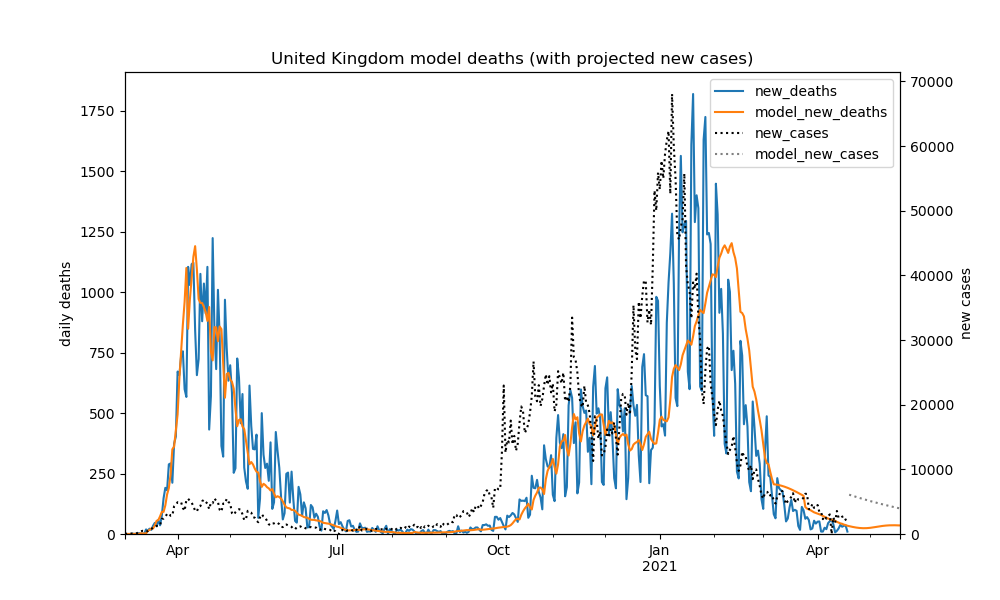 United Kingdom model deaths (with projected new cases)
new_deaths
model_new_deaths
new_cases
model_new_cases
daily deaths
1750
1500
1250
1000
750
500
250
0
new cases
70000
60000
50000
40000
30000
20000
10000
0
Apr
Jul
Oct
Jan
2021
Apr